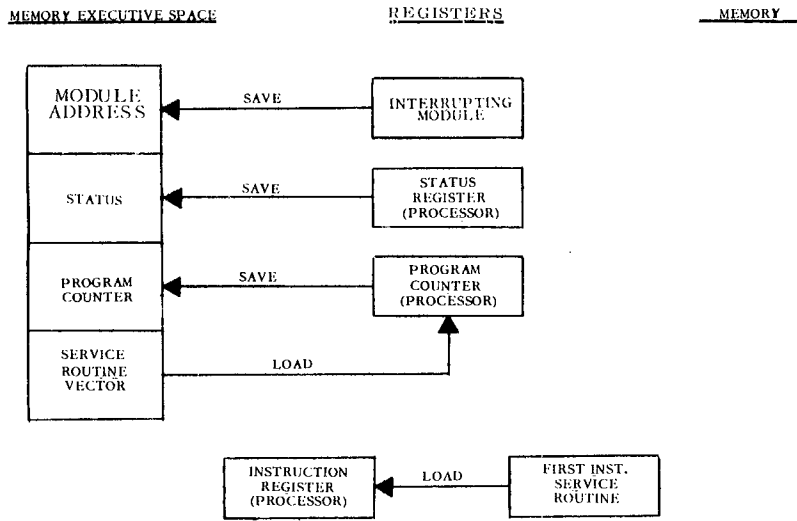 MEMORY EXECUTIVE SPACE
REGISTERS
MEMORY
MODULE
ADDRESS
SAVE
INTERRUPTING
MODULE
STATUS
SAVE
STATUS
REGISTER
(PROCESSOR)
PROGRAM
COUNTER
SAVE
PROGRAM
COUNTER
(PROCESSOR)
SERVICE
ROUTINE
VECTOR
LOAD
INSTRUCTION
REGISTER
(PROCESSOR)
LOAD
FIRST INST.
SERVICE
ROUTINE